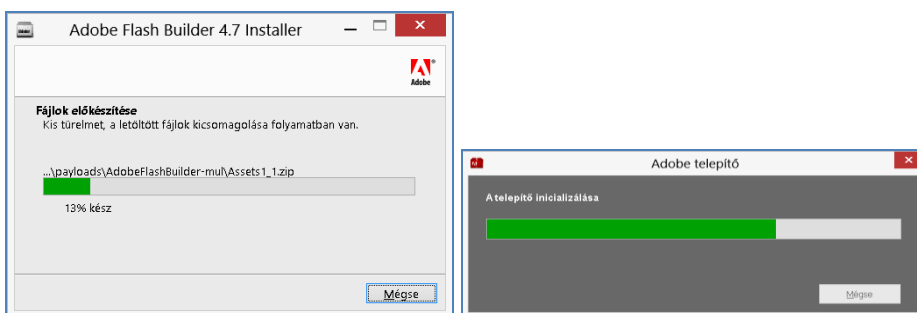 Adobe Flash Builder 4.7 Installer
Adobe
Fájlok előkészítése
Kis türelmet, a letöltött fájlok kicsomagolása folyamatban van.
...\payloads\AdobeFlashBuilder-mul\Assets1_1.zip
13% kész
Mégse
Adobe telepítő
A telepítő inicializálása
Mégse